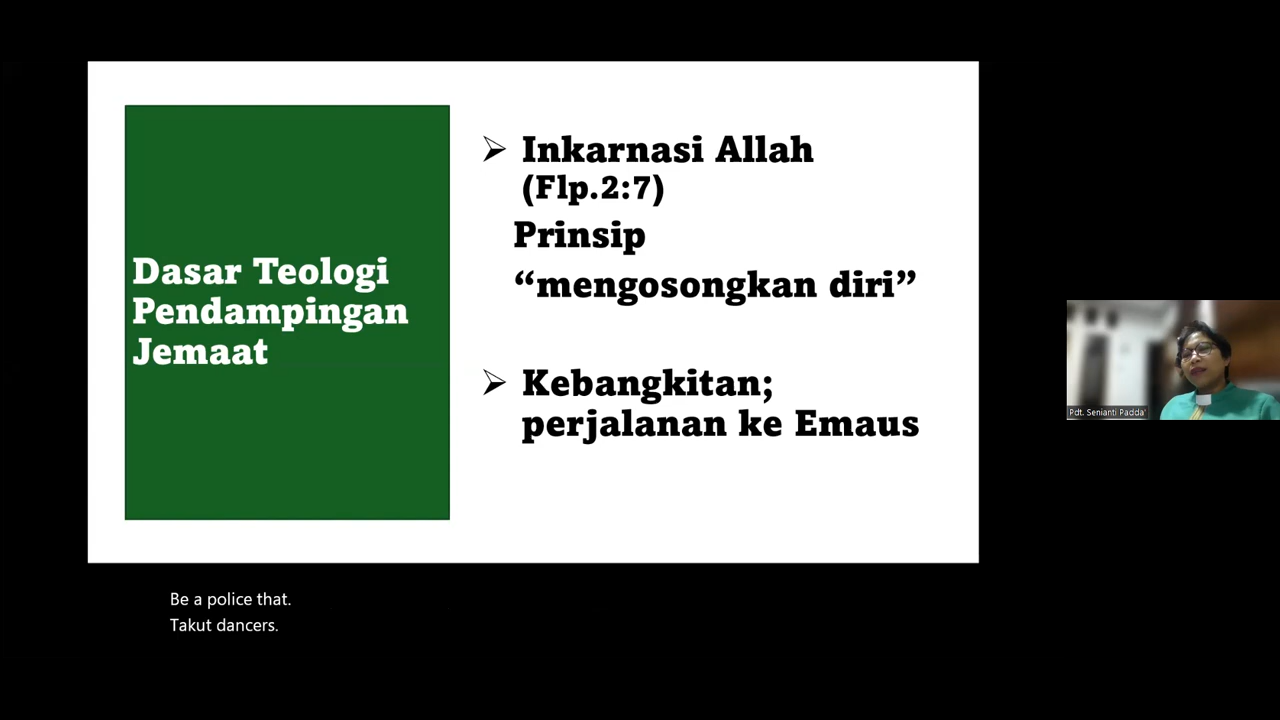 Dasar Teologi
Pendampingan
Jemaat
➢ Inkarnasi Allah
(Flp.2:7)
Prinsip
“mengosongkan diri”
➢ Kebangkitan;
perjalanan ke Emaus
Pdt. Senianti Padda'
Be a police that.
Takut dancers.